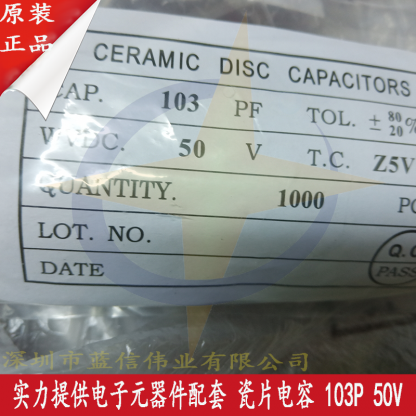 原装
正品
CERAMIC DISC CAPACITORS
CAP. 103 PF TOL. ± 80 20%
WVDC. 50 V T.C. Z5V
QUANTITY. 1000 PC
LOT. NO.
DATE
Q.C
PASS
深圳市蓝信伟业有限公司
实力提供电子元器件配套 瓷片电容 103P 50V